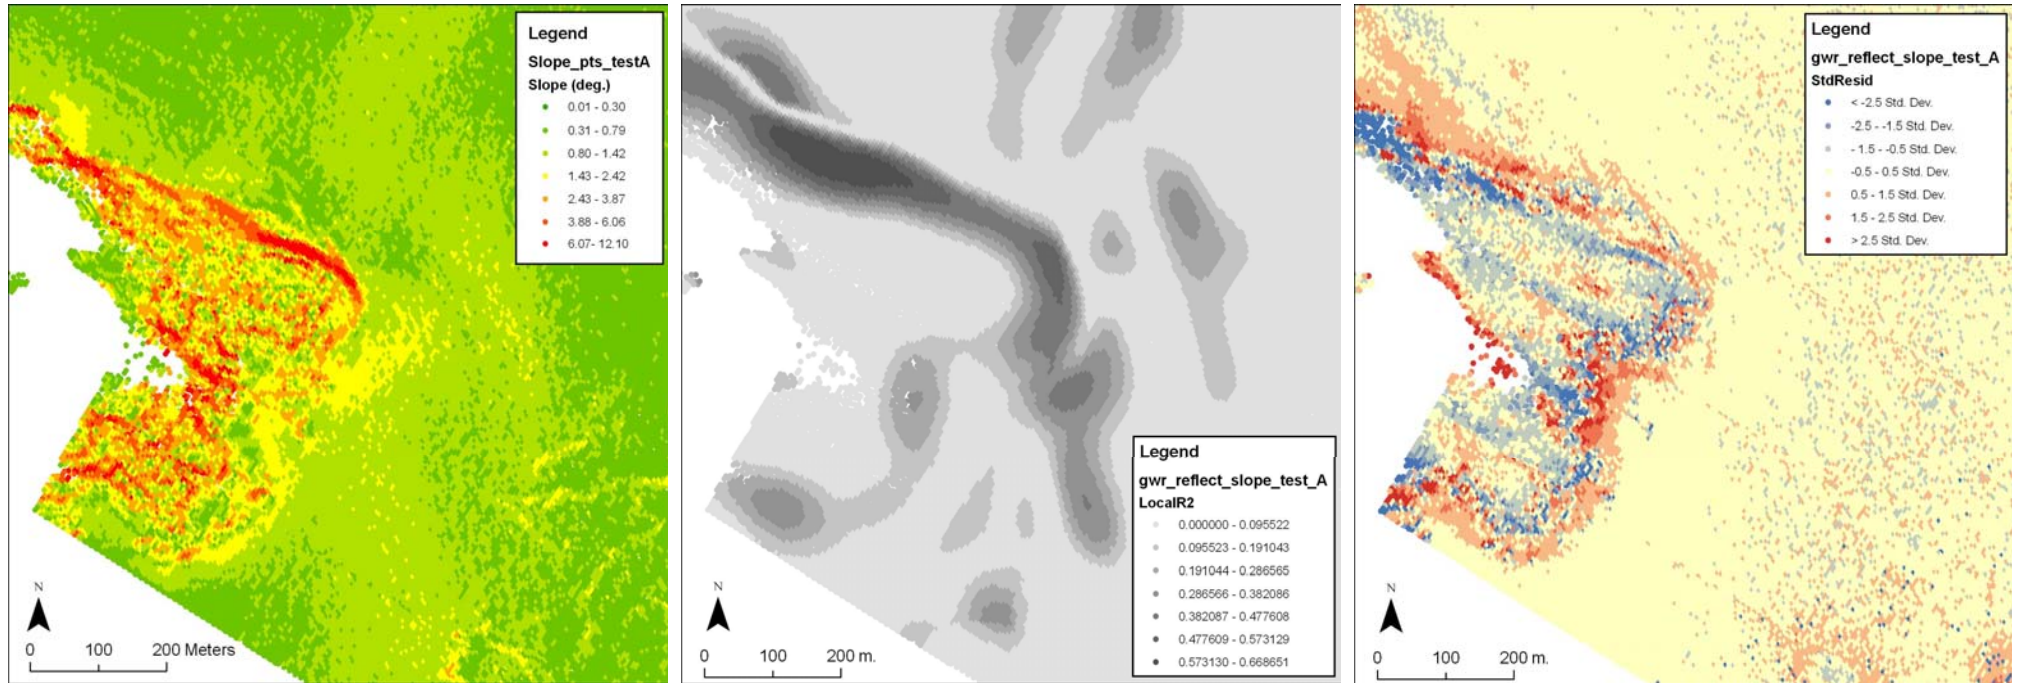 Legend
Slope_pts_testA
Slope (deg.)
0.01 - 0.30
0.31 - 0.79
0.80 - 1.42
1.43 - 2.42
2.43 - 3.87
3.88 - 6.06
6.07- 12.10
N
0 100 200 Meters
Legend
gwr_reflect_slope_test_A
LocalR2
0.000000 - 0.095522
0.095523 - 0.191043
0.191044 - 0.286565
0.286566 - 0.382086
0.382087 - 0.477608
0.477609 - 0.573129
0.573130 - 0.668651
N
0 100 200 m.
Legend
gwr_reflect_slope_test_A
StdResid
< -2.5 Std. Dev.
-2.5 - -1.5 Std. Dev.
- 1.5 - -0.5 Std. Dev.
-0.5 - 0.5 Std. Dev.
0.5 - 1.5 Std. Dev.
1.5 - 2.5 Std. Dev.
> 2.5 Std. Dev.
N
0 100 200 m.